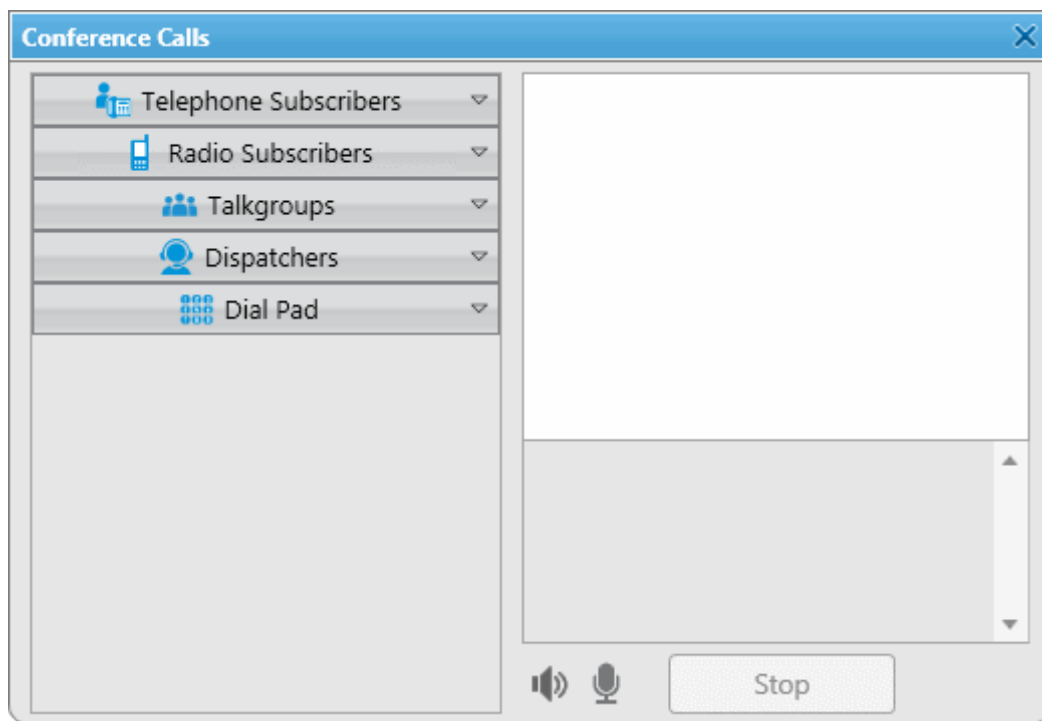 Conference Calls
Telephone Subscribers
Radio Subscribers
Talkgroups
Dispatchers
Dial Pad
Stop